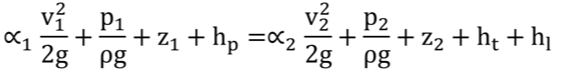 ∝₁ v₁²/2g + p₁/ρg + z₁ + hₚ = ∝₂ v₂²/2g + p₂/ρg + z₂ + hₜ + hₗ